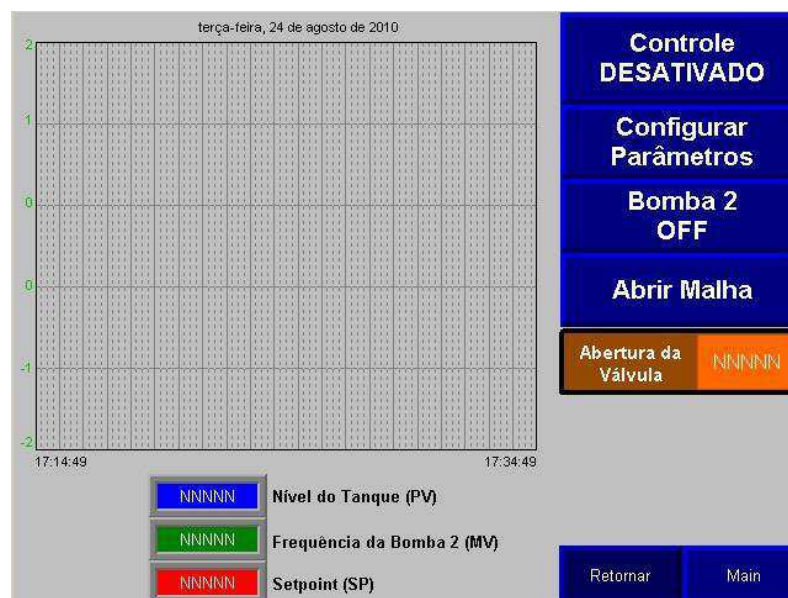 terça-feira, 24 de agosto de 2010
2
1
0
0
-1
-2
17:14:49
17:34:49
NNNNN
Nível do Tanque (PV)
NNNNN
Frequência da Bomba 2 (MV)
NNNNN
Setpoint (SP)
Controle
DESATIVADO
Configurar
Parâmetros
Bomba 2
OFF
Abrir Malha
Abertura da
Válvula
NNNNN
Retornar
Main